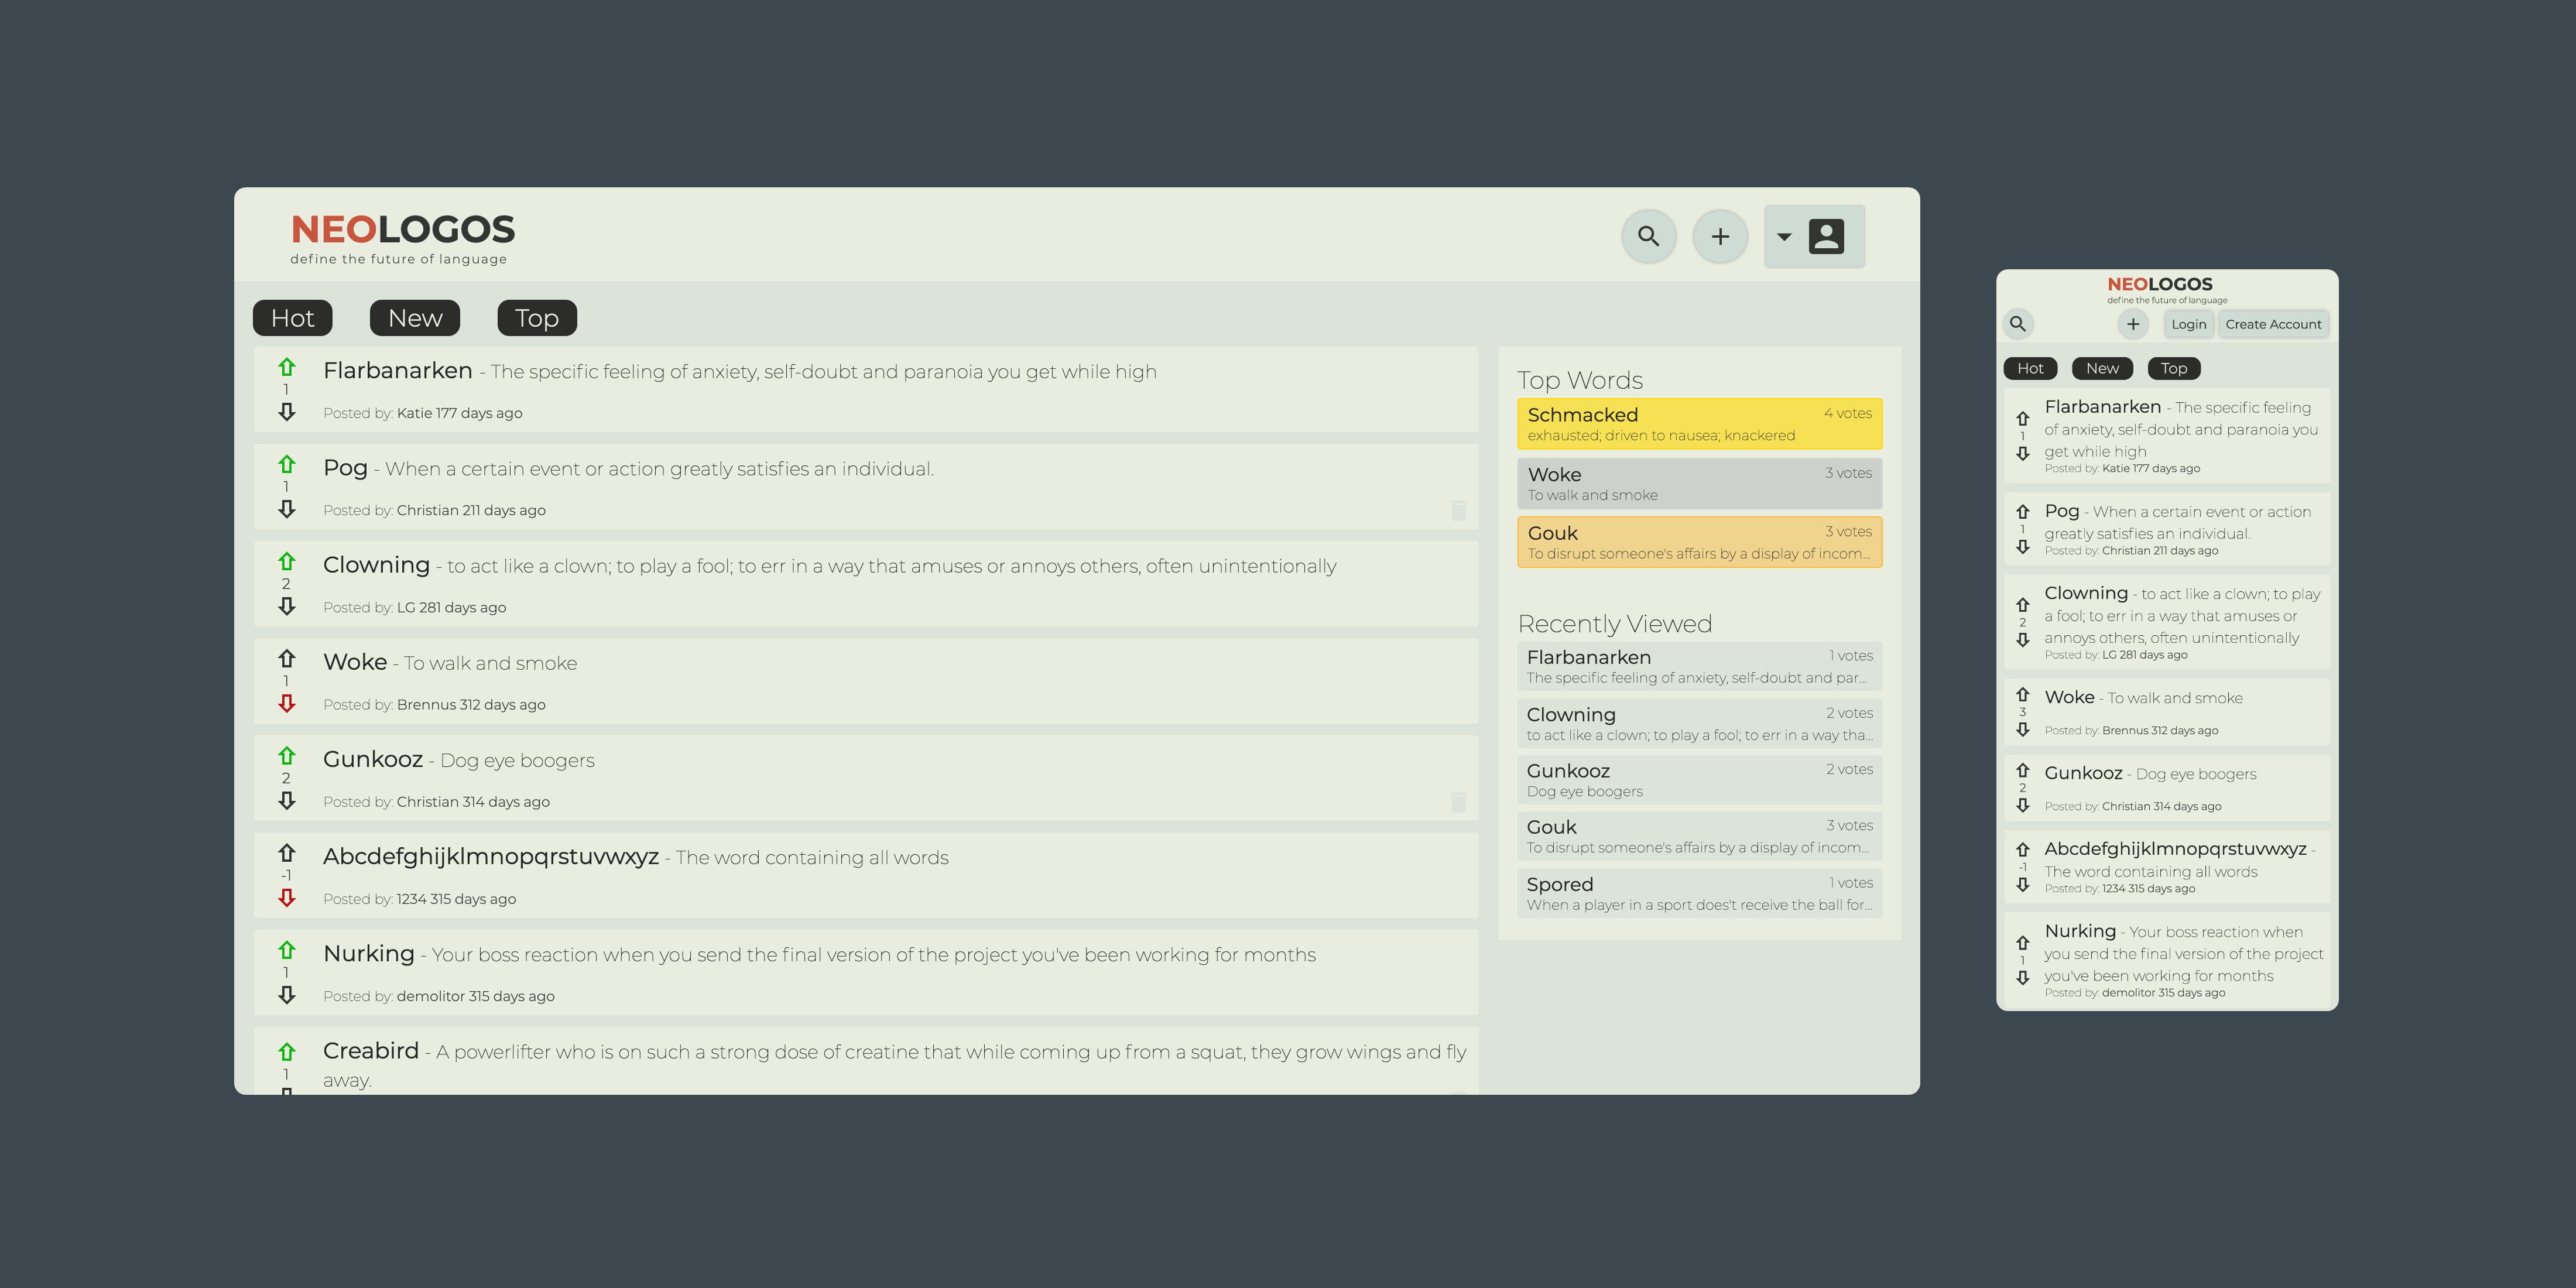 NEOLOGOS
define the future of language
Hot
New
Top
1
Flarbanarken - The specific feeling of anxiety, self-doubt and paranoia you get while high
Posted by: Katie 177 days ago
1
Pog - When a certain event or action greatly satisfies an individual.
Posted by: Christian 211 days ago
2
Clowning - to act like a clown; to play a fool; to err in a way that amuses or annoys others, often unintentionally
Posted by: LG 281 days ago
1
Woke - To walk and smoke
Posted by: Brennus 312 days ago
2
Gunkooz - Dog eye boogers
Posted by: Christian 314 days ago
-1
Abcdefghijklmnopqrstuvwxyz - The word containing all words
Posted by: 1234 315 days ago
1
Nurking - Your boss reaction when you send the final version of the project you've been working for months
Posted by: demolitor 315 days ago
1
Creabird - A powerlifter who is on such a strong dose of creatine that while coming up from a squat, they grow wings and fly
away.
Top Words
Schmacked 4 votes
exhausted; driven to nausea; knackered
Woke 3 votes
To walk and smoke
Gouk 3 votes
To disrupt someone's affairs by a display of incom...
Recently Viewed
Flarbanarken 1 votes
The specific feeling of anxiety, self-doubt and par...
Clowning 2 votes
to act like a clown; to play a fool; to err in a way tha...
Gunkooz 2 votes
Dog eye boogers
Gouk 3 votes
To disrupt someone's affairs by a display of incom...
Spored 1 votes
When a player in a sport does't receive the ball for...
NEOLOGOS
define the future of language
Login
Create Account
Hot
New
Top
1
Flarbanarken - The specific feeling
of anxiety, self-doubt and paranoia you
get while high
Posted by: Katie 177 days ago
1
Pog - When a certain event or action
greatly satisfies an individual.
Posted by: Christian 211 days ago
2
Clowning - to act like a clown; to play
a fool; to err in a way that amuses or
annoys others, often unintentionally
Posted by: LG 281 days ago
3
Woke - To walk and smoke
Posted by: Brennus 312 days ago
2
Gunkooz - Dog eye boogers
Posted by: Christian 314 days ago
-1
Abcdefghijklmnopqrstuvwxyz -
The word containing all words
Posted by: 1234 315 days ago
1
Nurking - Your boss reaction when
you send the final version of the project
you've been working for months
Posted by: demolitor 315 days ago